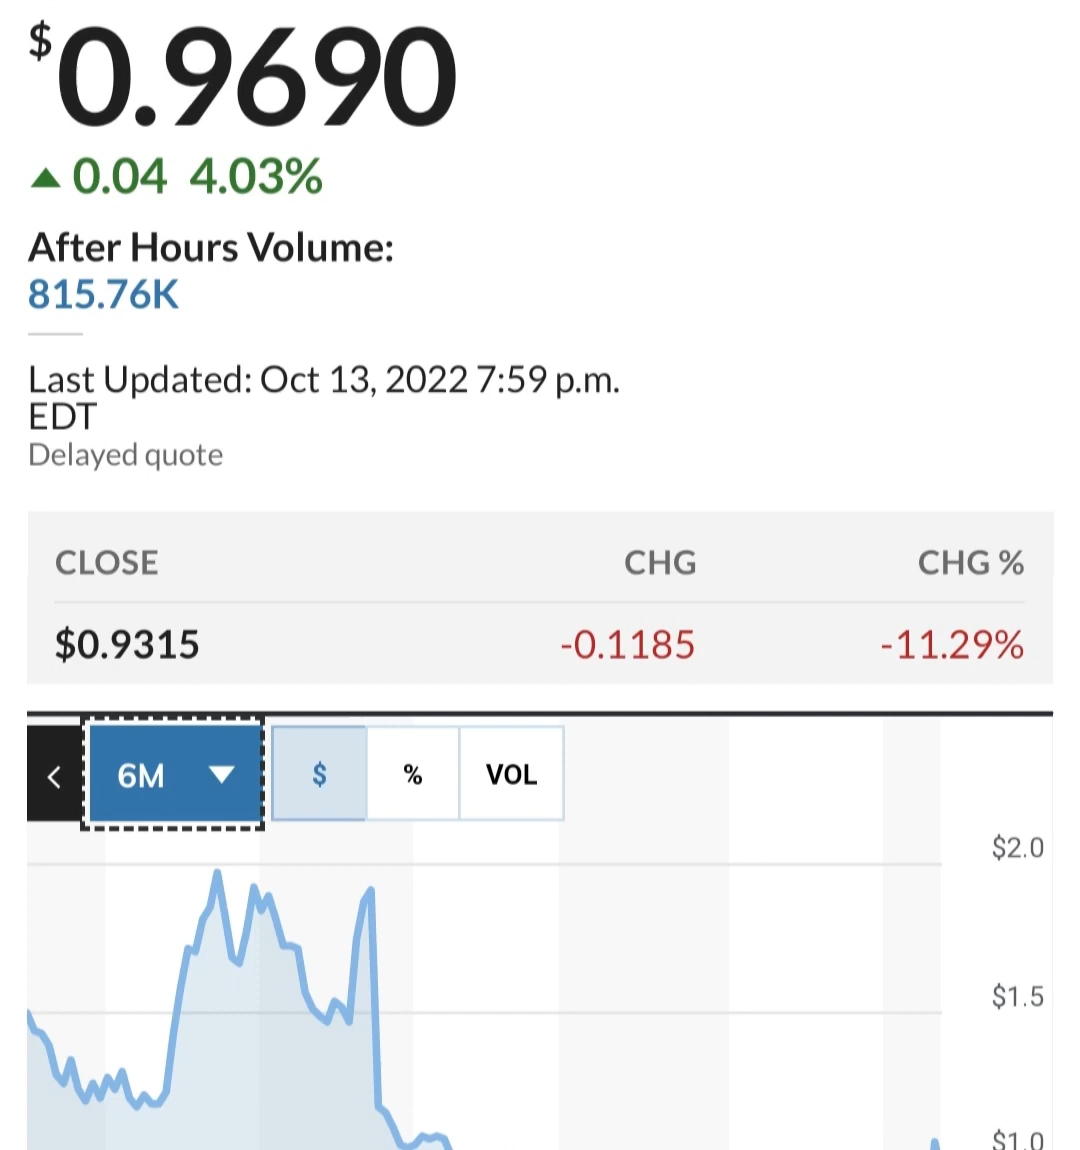 $0.9690
▲ 0.04 4.03%
After Hours Volume:
815.76K
Last Updated: Oct 13, 2022 7:59 p.m.
EDT
Delayed quote
CLOSE CHG CHG %
$0.9315 -0.1185 -11.29%
< 6M ▼ $ % VOL
$2.0
$1.5
$1.0